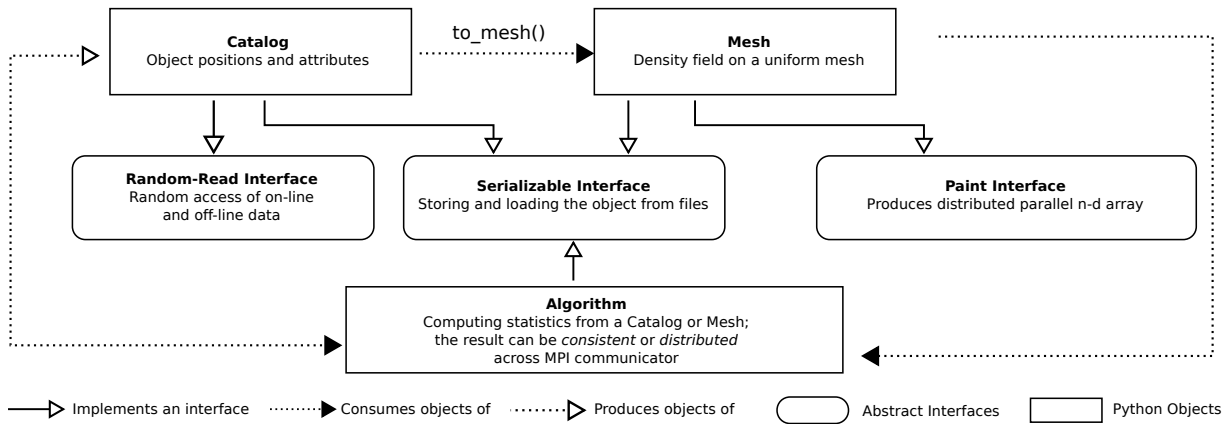 Catalog
Object positions and attributes
to_mesh()
Mesh
Density field on a uniform mesh
Random-Read Interface
Random access of on-line
and off-line data
Serializable Interface
Storing and loading the object from files
Paint Interface
Produces distributed parallel n-d array
Algorithm
Computing statistics from a Catalog or Mesh;
the result can be consistent or distributed
across MPI communicator
Implements an interface
Consumes objects of
Produces objects of
Abstract Interfaces
Python Objects